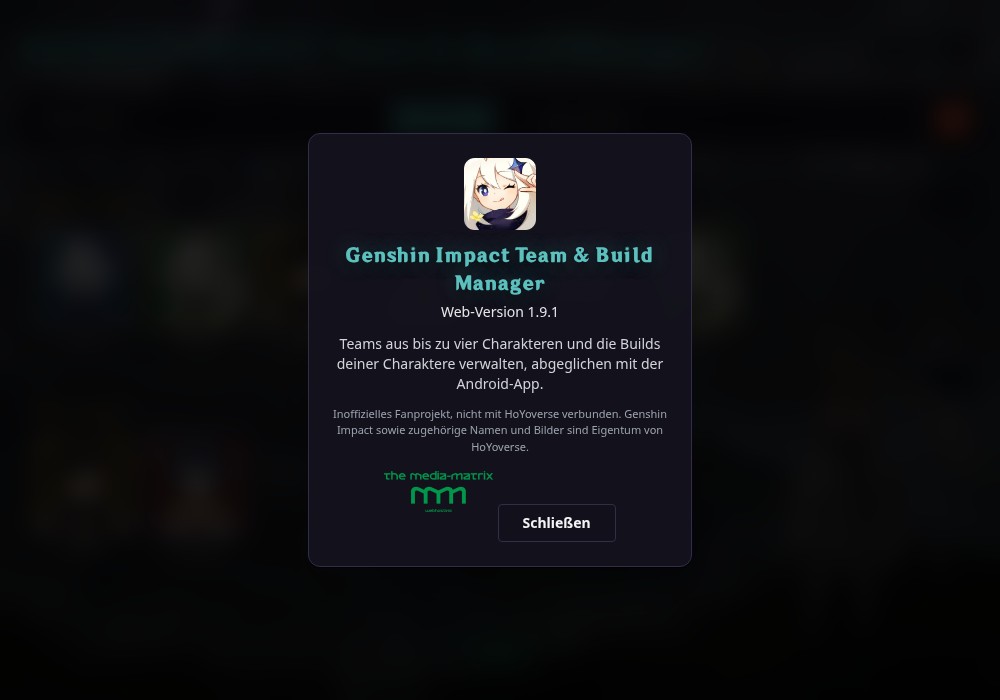 Genshin Impact Team & Build
Manager
Web-Version 1.9.1
Teams aus bis zu vier Charakteren und die Builds
deiner Charaktere verwalten, abgeglichen mit der
Android-App.
Inoffizielles Fanprojekt, nicht mit HoYoverse verbunden. Genshin
Impact sowie zugehörige Namen und Bilder sind Eigentum von
HoYoverse.
the media-matrix
mm
Schließen